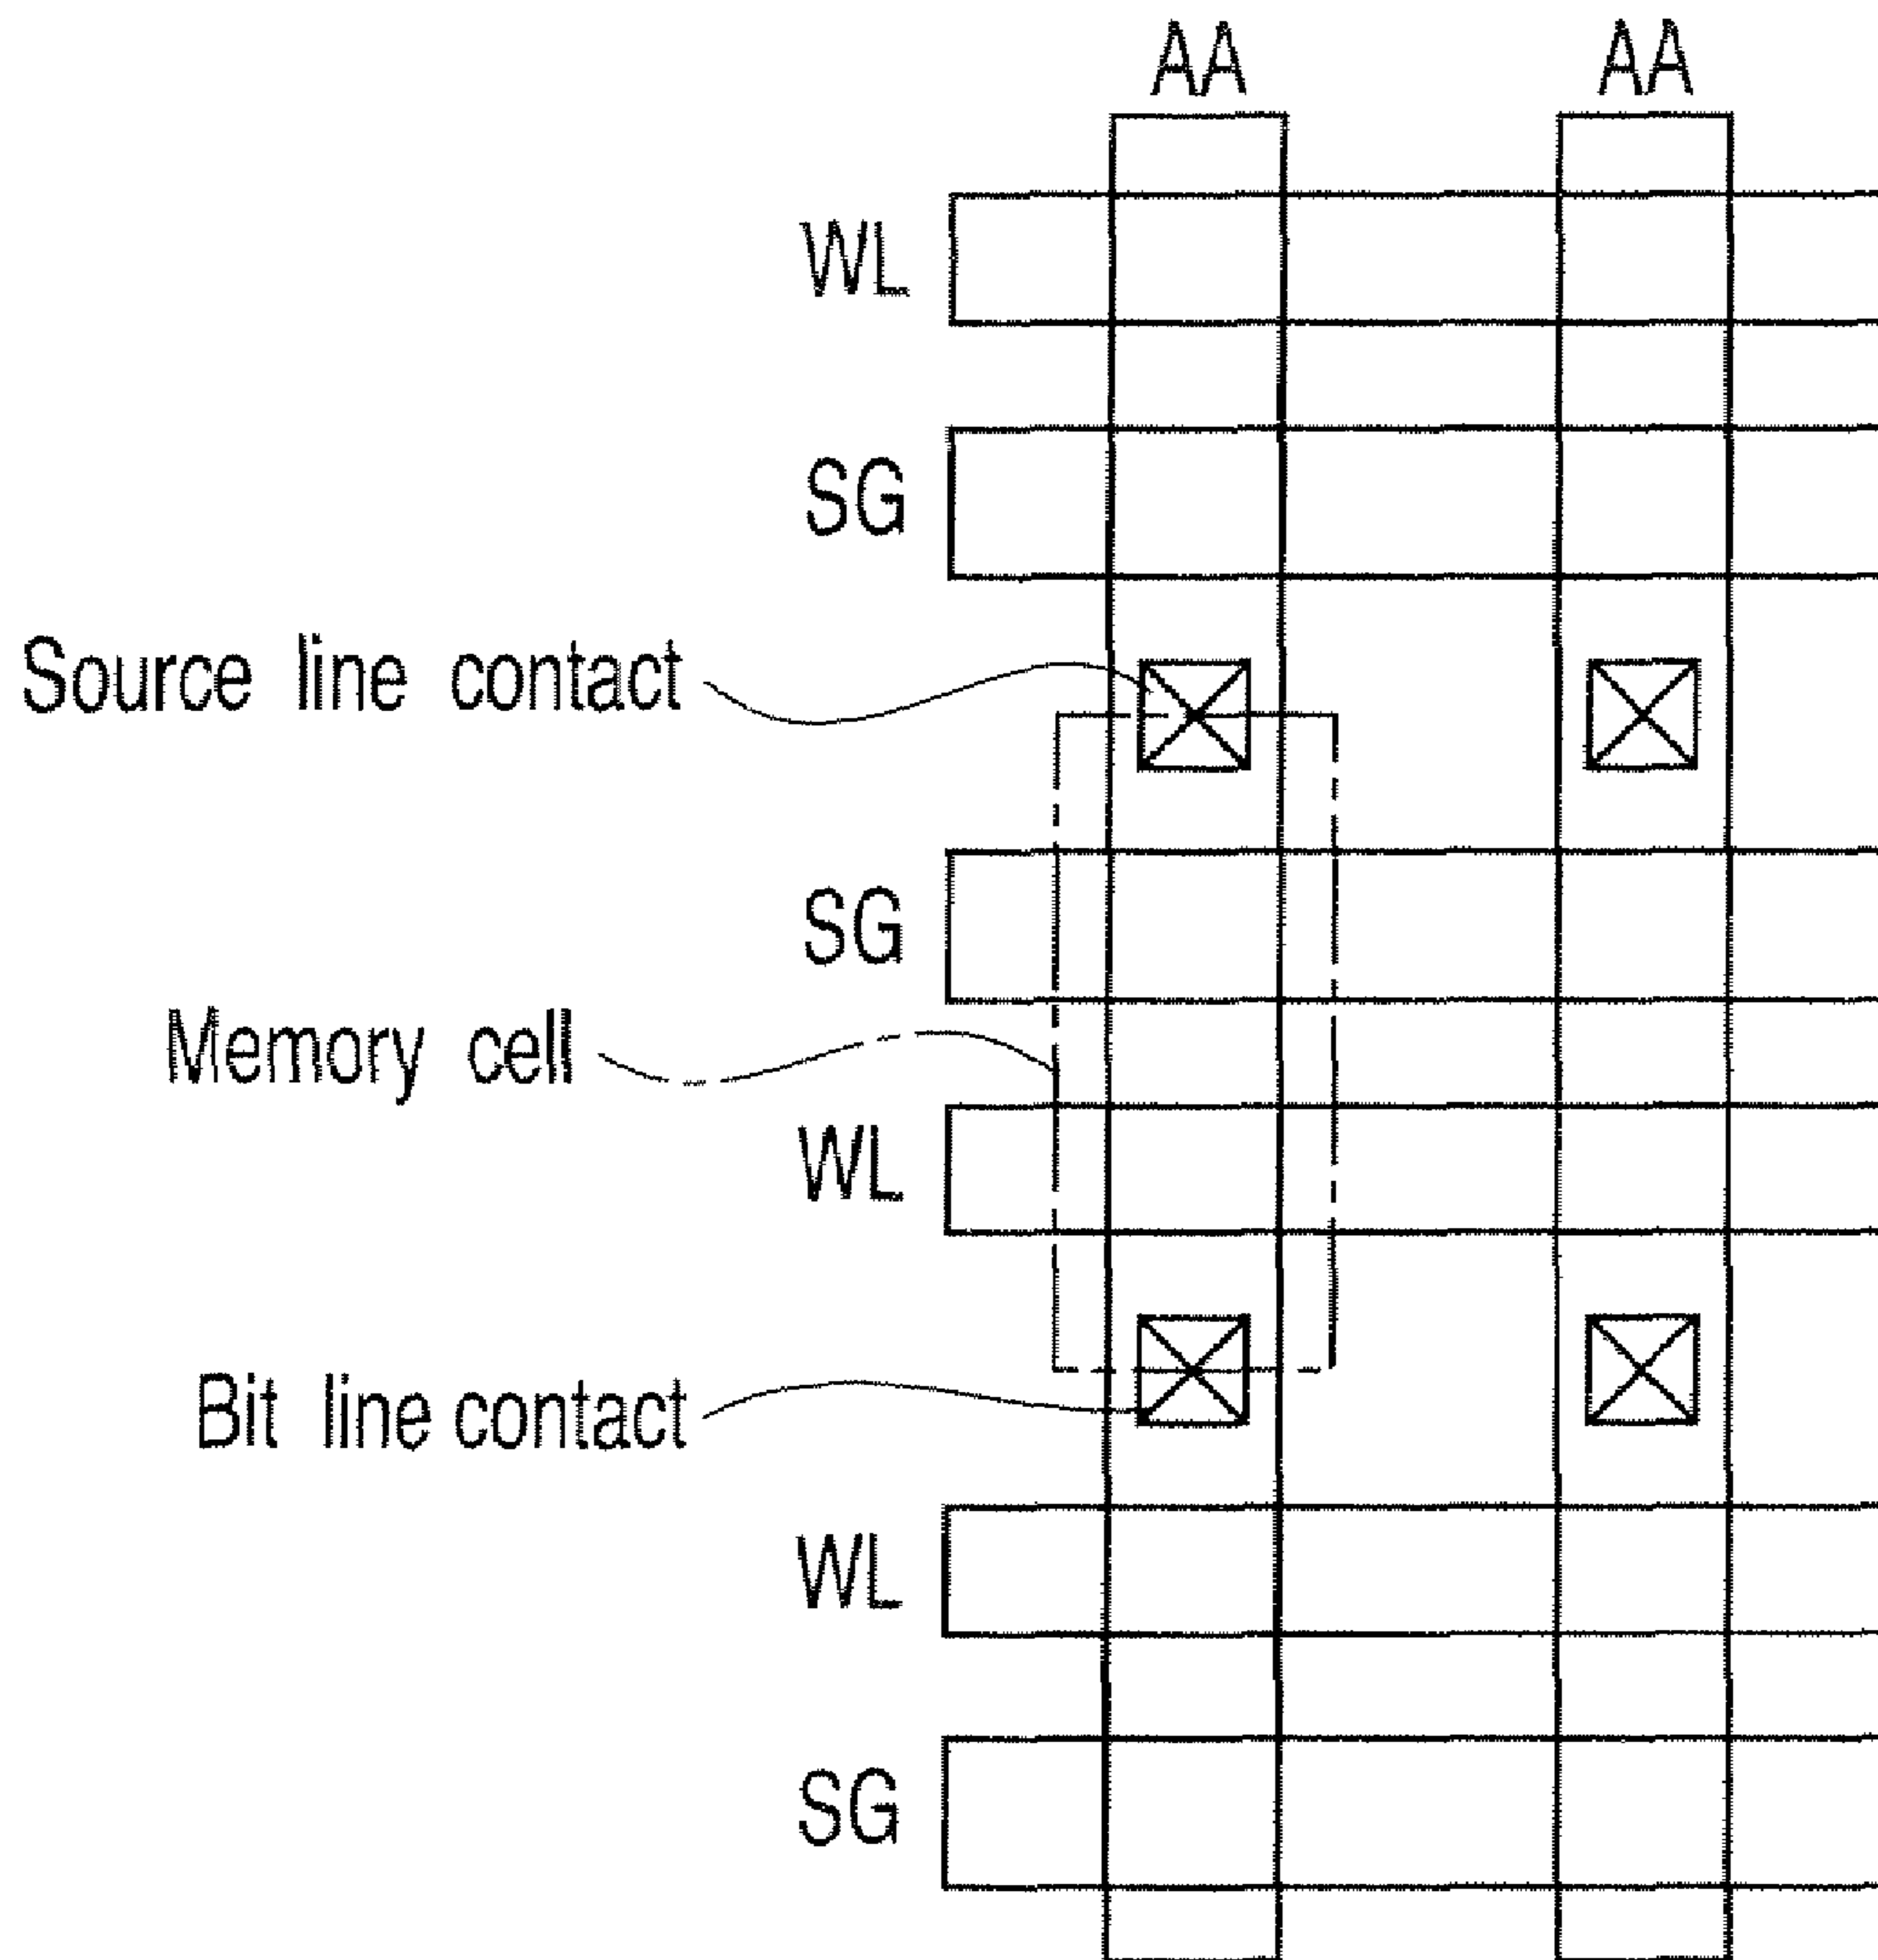 AA AA
WL
SG
Source line contact
SG
Memory cell
WL
Bit line contact
WL
SG